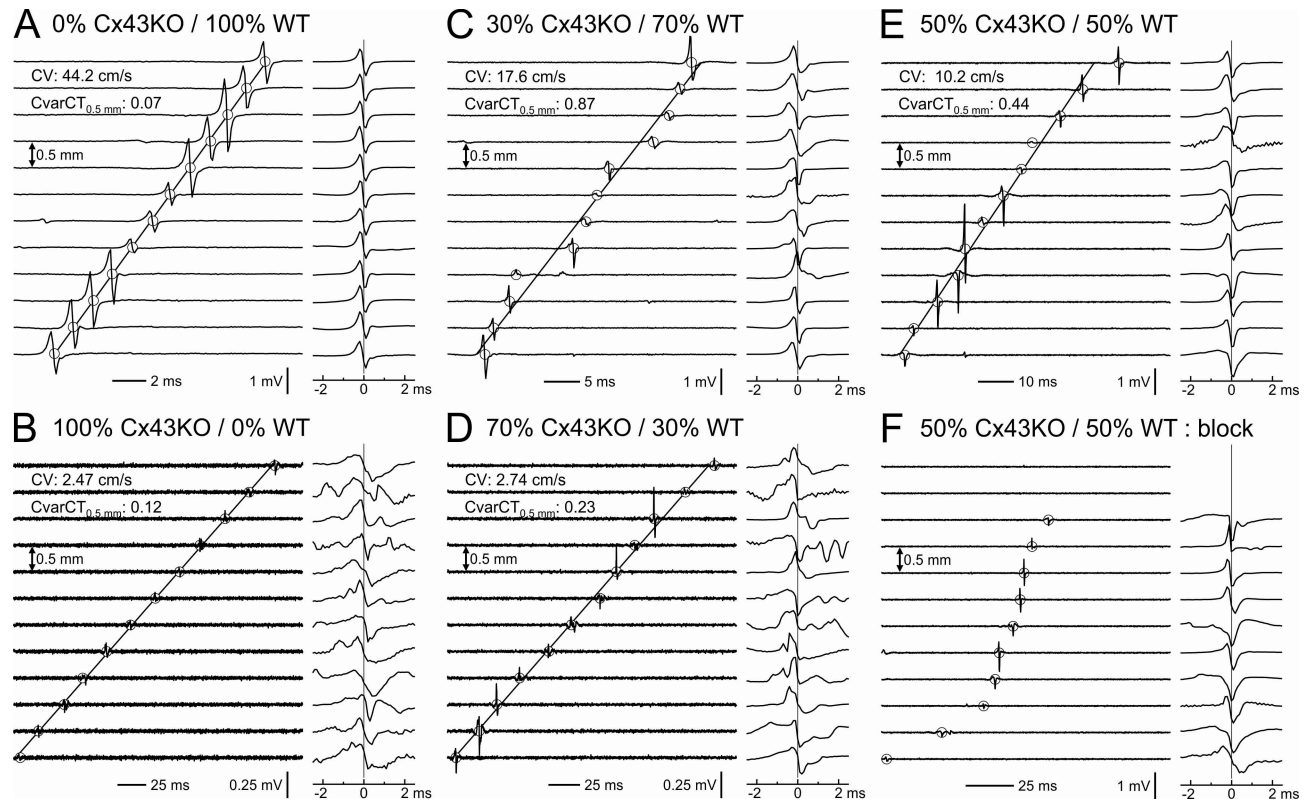 A 0% Cx43KO / 100% WT
CV: 44.2 cm/s
CvarCT0.5 mm: 0.07
0.5 mm
2 ms
1 mV
-2 0 2 ms
C 30% Cx43KO / 70% WT
CV: 17.6 cm/s
CvarCT0.5 mm: 0.87
0.5 mm
5 ms
1 mV
-2 0 2 ms
E 50% Cx43KO / 50% WT
CV: 10.2 cm/s
CvarCT0.5 mm: 0.44
0.5 mm
10 ms
1 mV
-2 0 2 ms
B 100% Cx43KO / 0% WT
CV: 2.47 cm/s
CvarCT0.5 mm: 0.12
0.5 mm
25 ms
0.25 mV
-2 0 2 ms
D 70% Cx43KO / 30% WT
CV: 2.74 cm/s
CvarCT0.5 mm: 0.23
0.5 mm
25 ms
0.25 mV
-2 0 2 ms
F 50% Cx43KO / 50% WT : block
0.5 mm
25 ms
1 mV
-2 0 2 ms